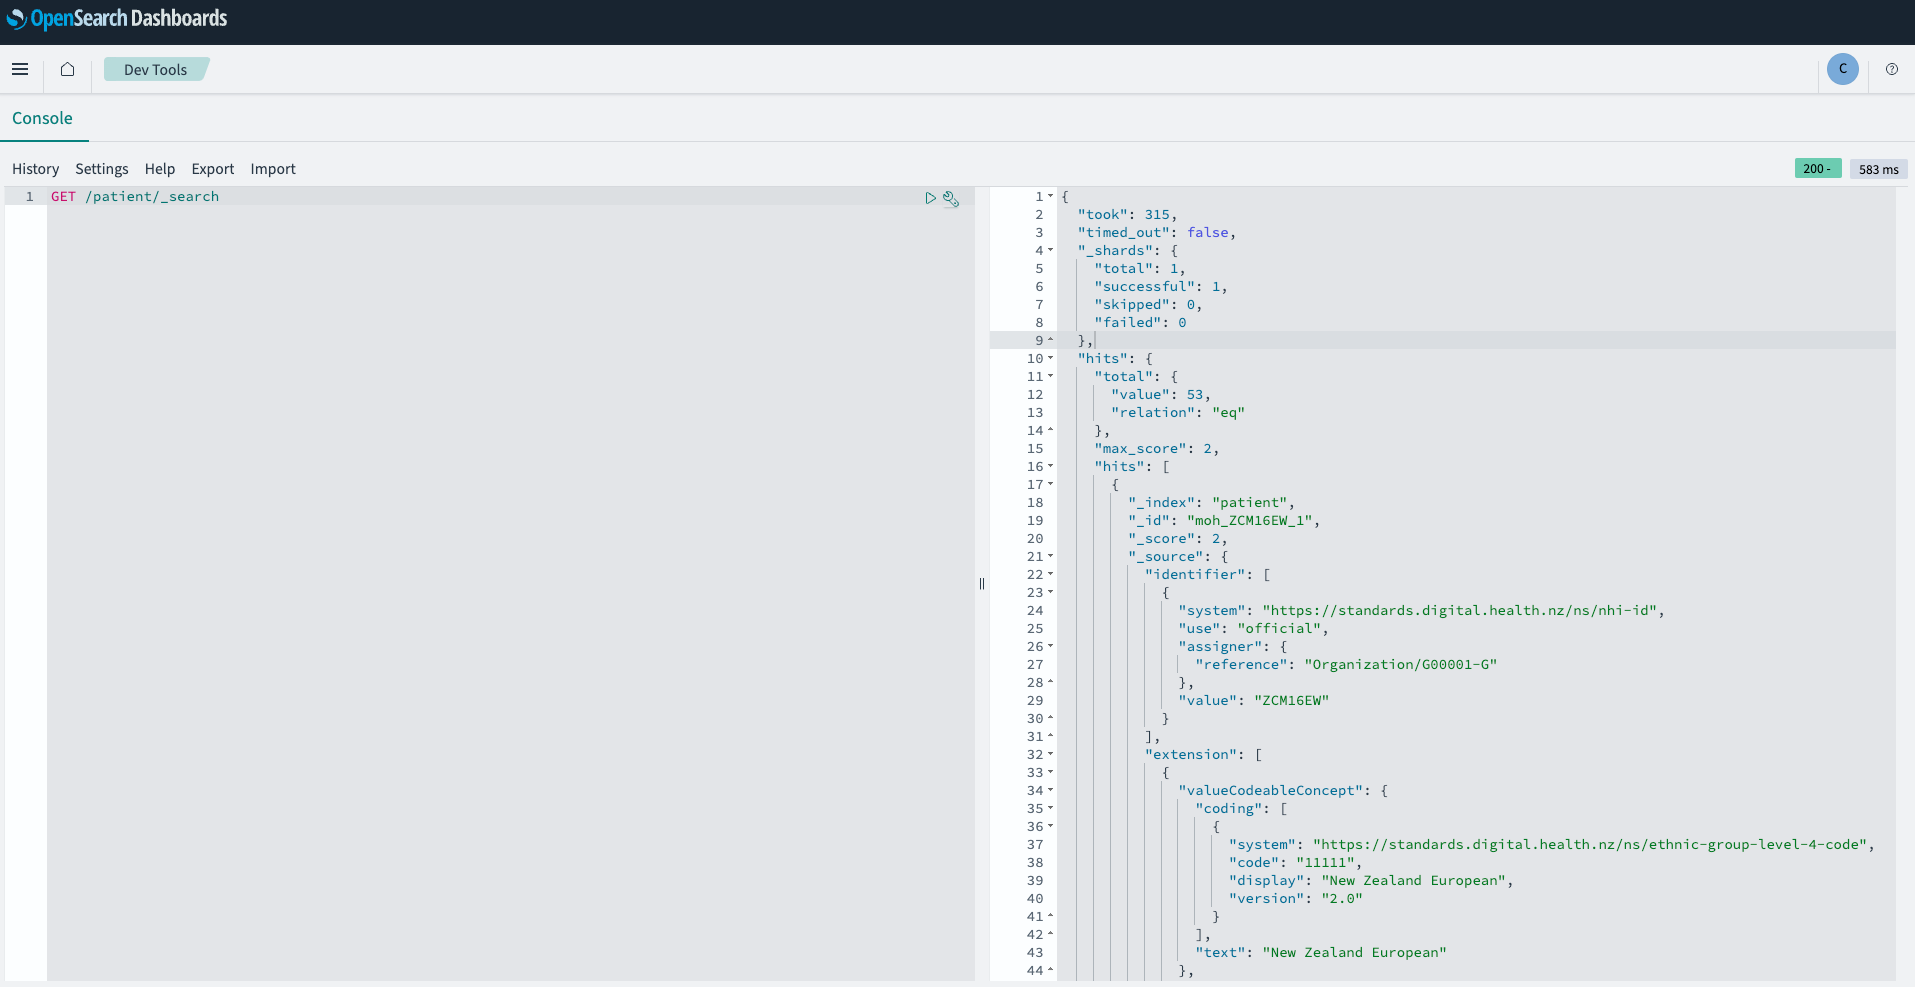 OpenSearch Dashboards
Dev Tools
C
Console
History Settings Help Export Import
200 - 583 ms
1 GET /patient/_search
1 {
2 "took": 315,
3 "timed_out": false,
4 "_shards": {
5 "total": 1,
6 "successful": 1,
7 "skipped": 0,
8 "failed": 0
9 },
10 "hits": {
11 "total": {
12 "value": 53,
13 "relation": "eq"
14 },
15 "max_score": 2,
16 "hits": [
17 {
18 "_index": "patient",
19 "_id": "moh_ZCM16EW_1",
20 "_score": 2,
21 "_source": {
22 "identifier": [
23 {
24 "system": "https://standards.digital.health.nz/ns/nhi-id",
25 "use": "official",
26 "assigner": {
27 "reference": "Organization/G00001-G"
28 },
29 "value": "ZCM16EW"
30 }
31 ],
32 "extension": [
33 {
34 "valueCodeableConcept": {
35 "coding": [
36 {
37 "system": "https://standards.digital.health.nz/ns/ethnic-group-level-4-code",
38 "code": "11111",
39 "display": "New Zealand European",
40 "version": "2.0"
41 }
42 ],
43 "text": "New Zealand European"
44 },